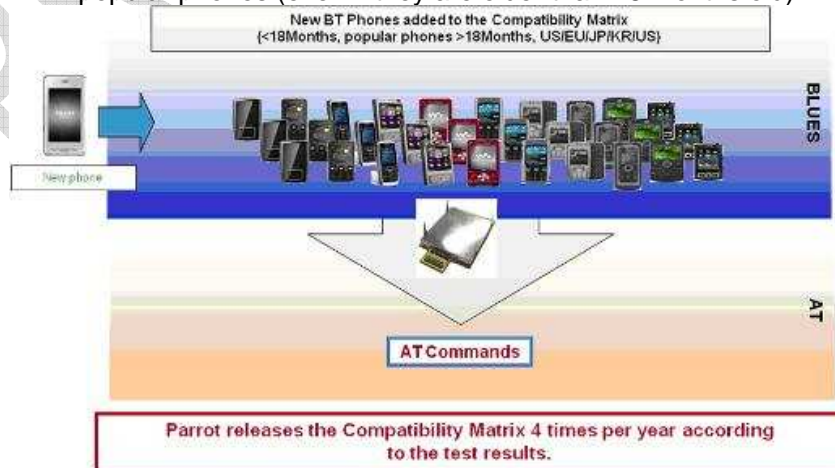 New BT Phones added to the Compatibility Matrix
(<18Months, popular phones >18Months, US/EU/JP/KR/US)
BLUES
New phone
AT
AT Commands
Parrot releases the Compatibility Matrix 4 times per year according
to the test results.